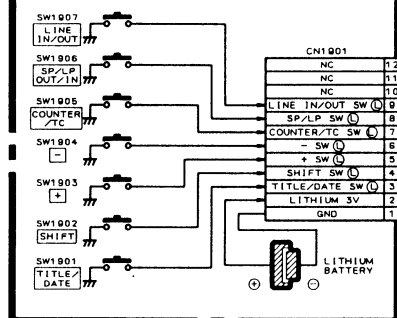 SW1907
LINE
IN/OUT
SW1906
SP/LP
OUT/IN
SW1905
COUNTER
/TC
SW1904
-
SW1903
+
SW1902
SHIFT
SW1901
TITLE/
DATE
CN1901
NC 12
NC 11
NC 10
LINE IN/OUT SW L 9
SP/LP SW L 8
COUNTER/TC SW L 7
- SW L 6
+ SW L 5
SHIFT SW L 4
TITLE/DATE SW L 3
LITHIUM 3V 2
GND 1
LITHIUM
BATTERY
+ -